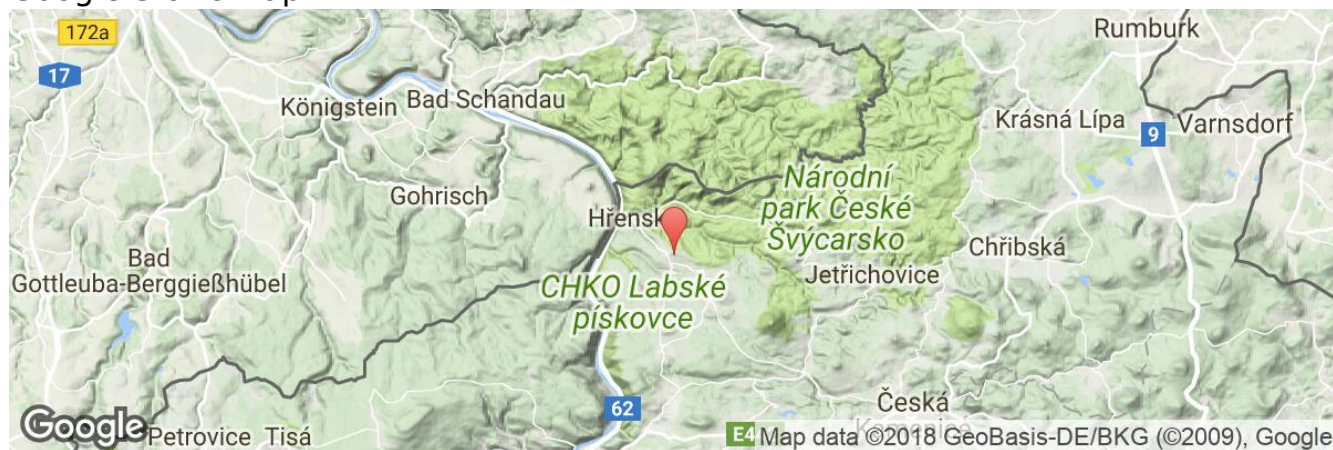 172a
Rumburk
17
Königstein
Bad Schandau
Krásná Lípa
9
Varnsdorf
Gohrisch
Národní
park České
Švýcarsko
Hřensk
Chřibská
Bad
Gottleuba-Berggießhübel
Jetřichovice
CHKO Labské
pískovce
62
Česká
Google
Petrovice
Tisá
E4
Map data ©2018 GeoBasis-DE/BKG (©2009), Google